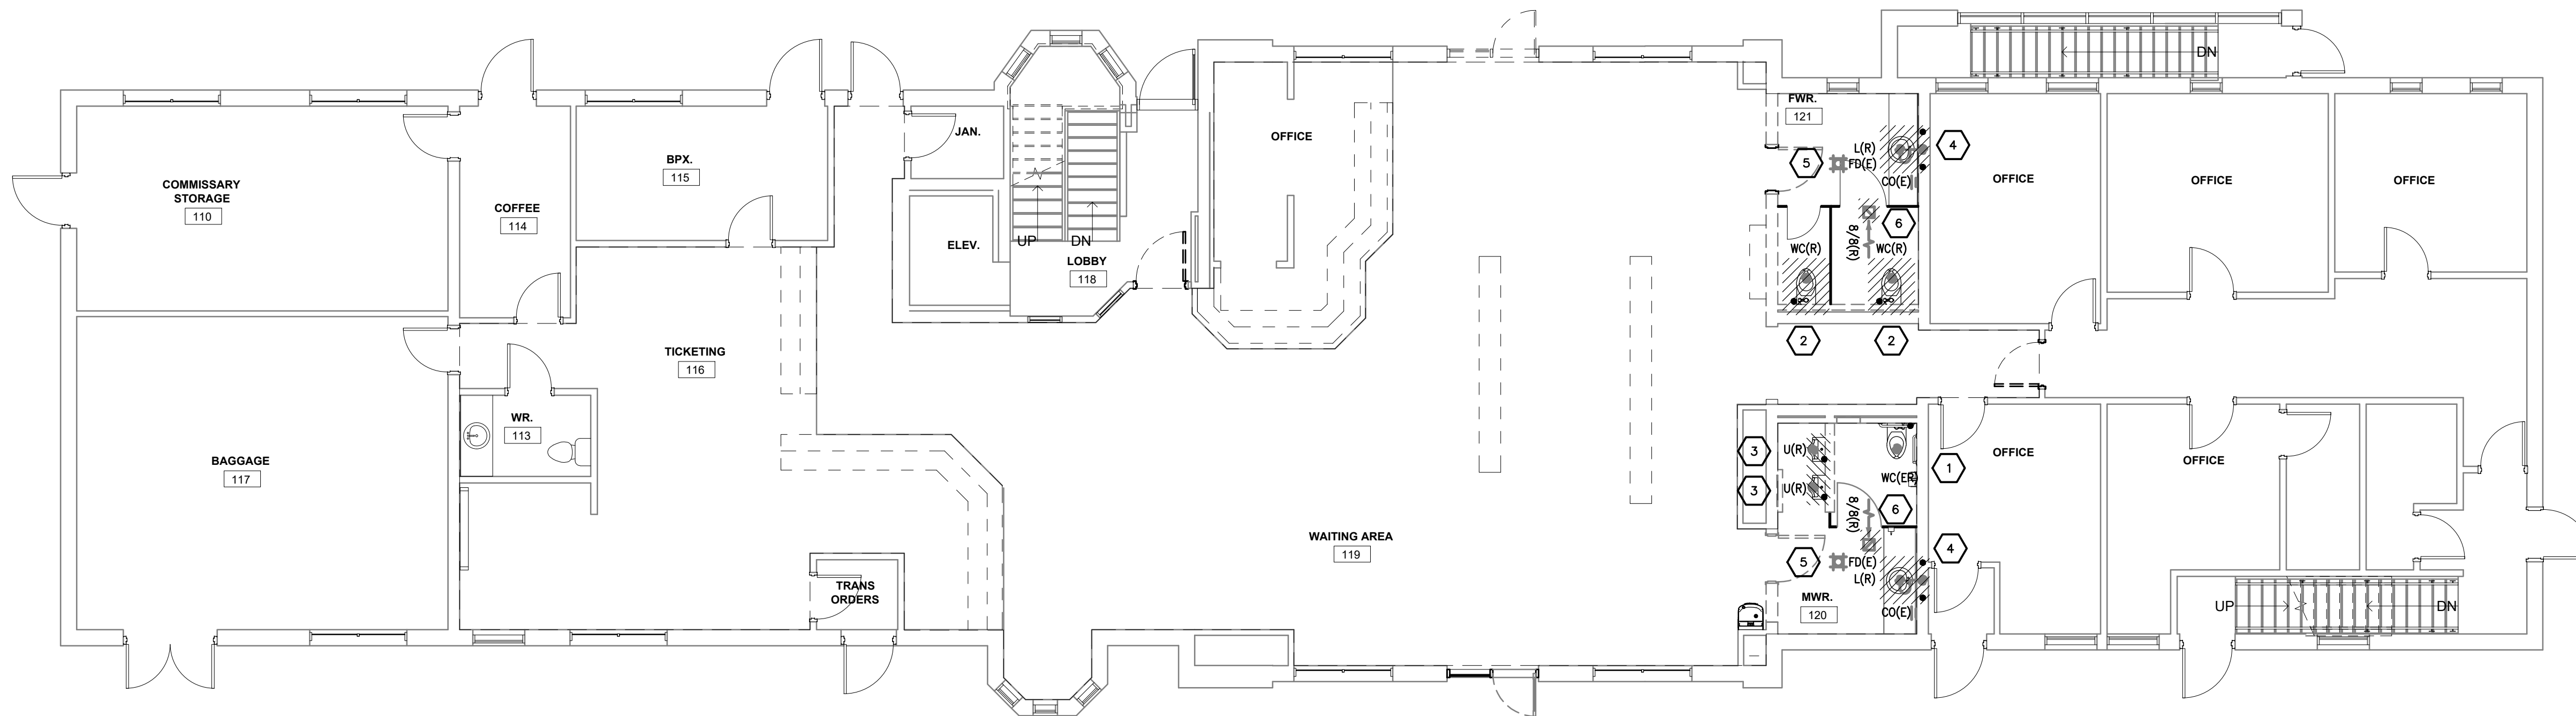 DN
FWR.
121
JAN.
OFFICE
4
L(R)
5
FD(E)
BPX.
115
COMMISSARY
STORAGE
110
CO(E)
OFFICE
OFFICE
OFFICE
COFFEE
114
6
8/8(R)
WC(R)
WC(R)
ELEV.
UP
DN
LOBBY
118
2
2
TICKETING
116
WR.
113
BAGGAGE
117
3
U(R)
3
U(R)
1
WC(ER)
OFFICE
OFFICE
8/8(R)
6
WAITING AREA
119
4
5
FD(E)
L(R)
TRANS
ORDERS
MWR.
120
CO(E)
UP
DN